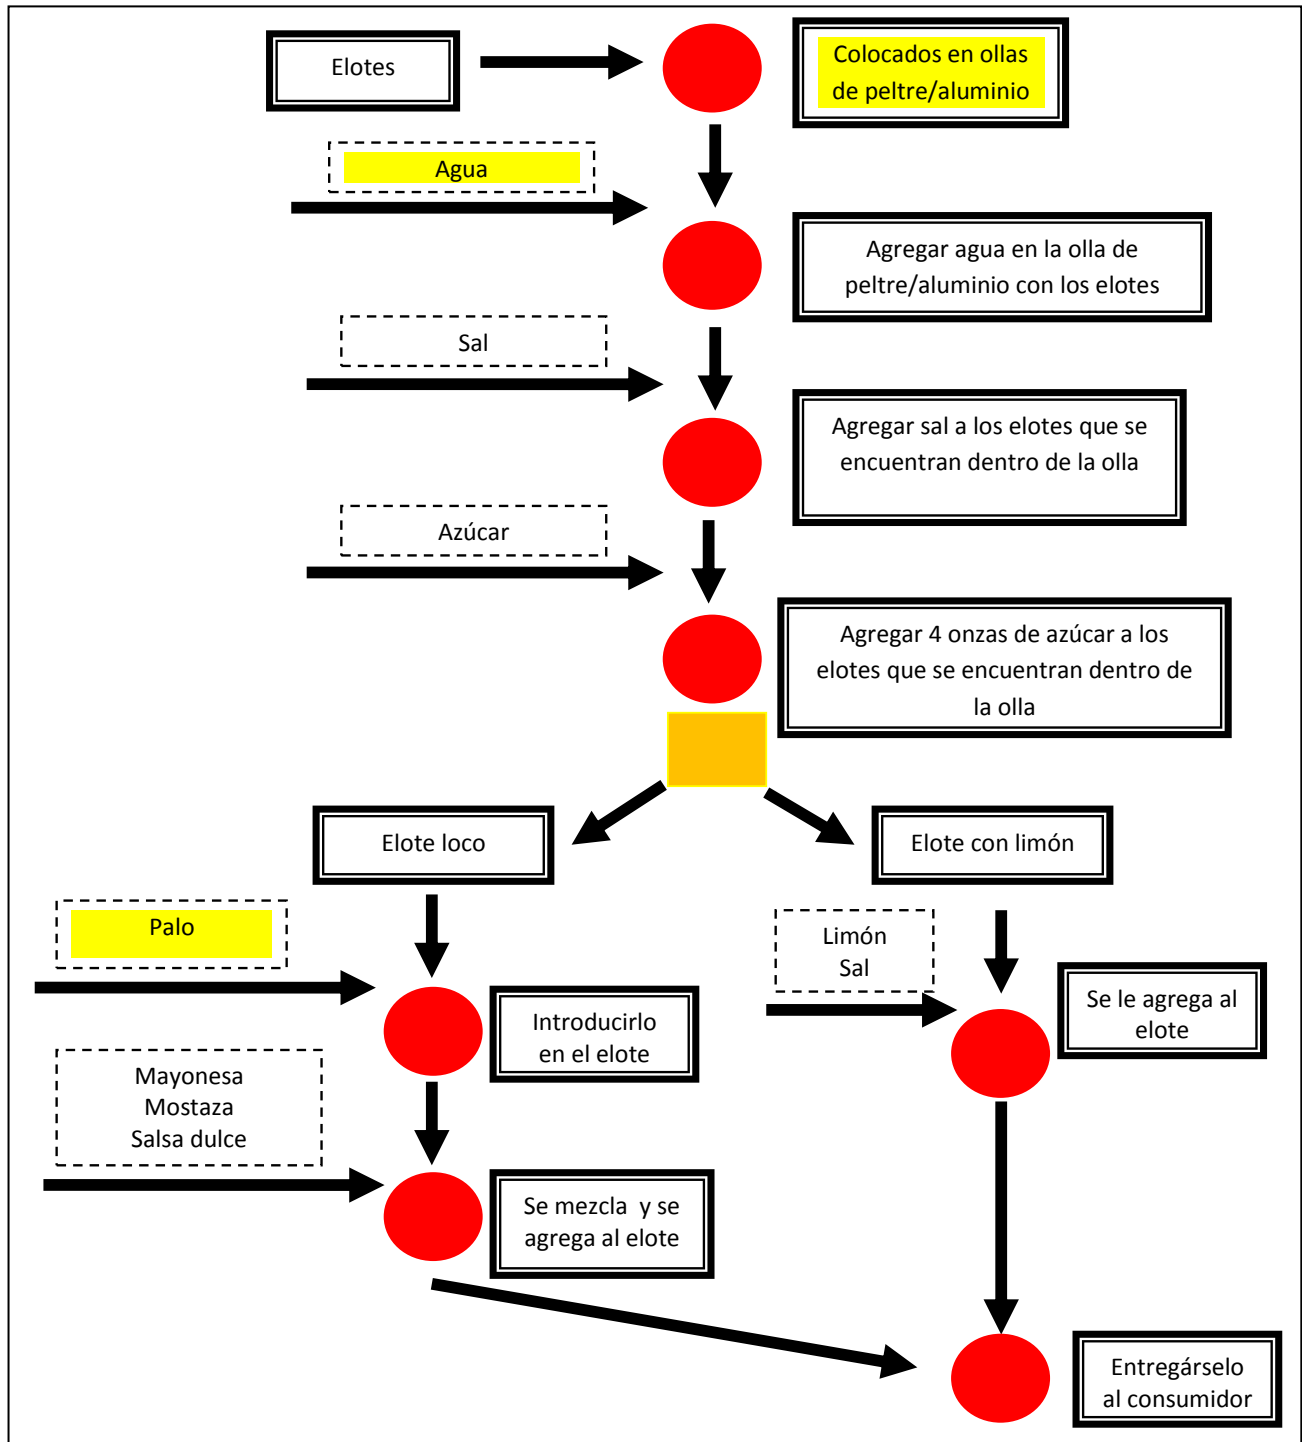 Elotes
Colocados en ollas
de peltre/aluminio
Agua
Agregar agua en la olla de
peltre/aluminio con los elotes
Sal
Agregar sal a los elotes que se
encuentran dentro de la olla
Azúcar
Agregar 4 onzas de azúcar a los
elotes que se encuentran dentro de
la olla
Elote loco
Elote con limón
Palo
Introducirlo
en el elote
Limón
Sal
Se le agrega al
elote
Mayonesa
Mostaza
Salsa dulce
Se mezcla  y se
agrega al elote
Entregárselo
al consumidor